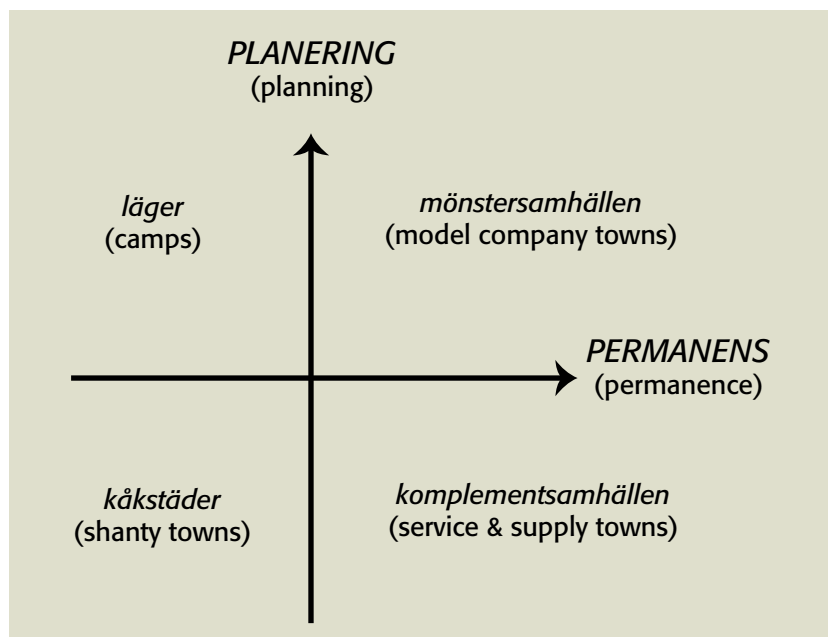 PLANERING
(planning)
läger
(camps)
mönstersamhällen
(model company towns)
PERMANENS
(permanence)
kåkstäder
(shanty towns)
komplementsamhällen
(service & supply towns)